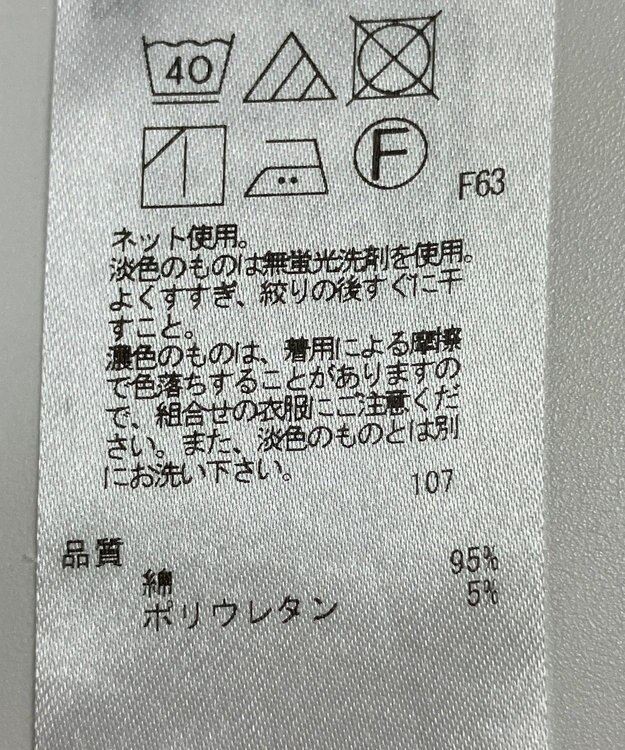 40
F
F63
ネット使用。
淡色のものは無蛍光洗剤を使用。
よくすすぎ、絞りの後すぐに干
すこと。
濃色のものは、着用による摩擦
で色落ちすることがありますの
で、組合せの衣服にご注意くだ
さい。また、淡色のものとは別
にお洗い下さい。
107
品質
綿 95%
ポリウレタン 5%